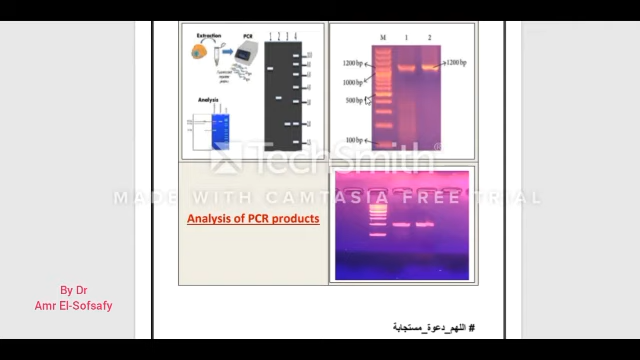 Extraction
PCR
Analysis
1 2 3 4
M 1 2
1200 bp
1200 bp
1000 bp
500 bp
100 bp
TechSmith
MADE WITH CAMTASIA FREE TRIAL
Analysis of PCR products
By Dr
Amr El-Sofsafy
# اللهم_دعوة_مستجابة